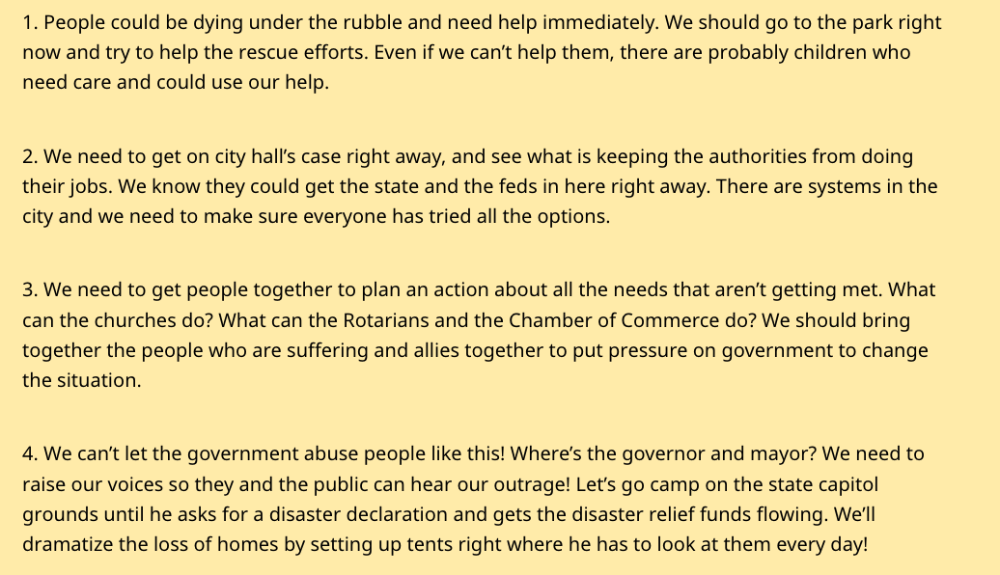 1. People could be dying under the rubble and need help immediately. We should go to the park right
now and try to help the rescue efforts. Even if we can’t help them, there are probably children who
need care and could use our help.
2. We need to get on city hall’s case right away, and see what is keeping the authorities from doing
their jobs. We know they could get the state and the feds in here right away. There are systems in the
city and we need to make sure everyone has tried all the options.
3. We need to get people together to plan an action about all the needs that aren’t getting met. What
can the churches do? What can the Rotarians and the Chamber of Commerce do? We should bring
together the people who are suffering and allies together to put pressure on government to change
the situation.
4. We can’t let the government abuse people like this! Where’s the governor and mayor? We need to
raise our voices so they and the public can hear our outrage! Let’s go camp on the state capitol
grounds until he asks for a disaster declaration and gets the disaster relief funds flowing. We’ll
dramatize the loss of homes by setting up tents right where he has to look at them every day!